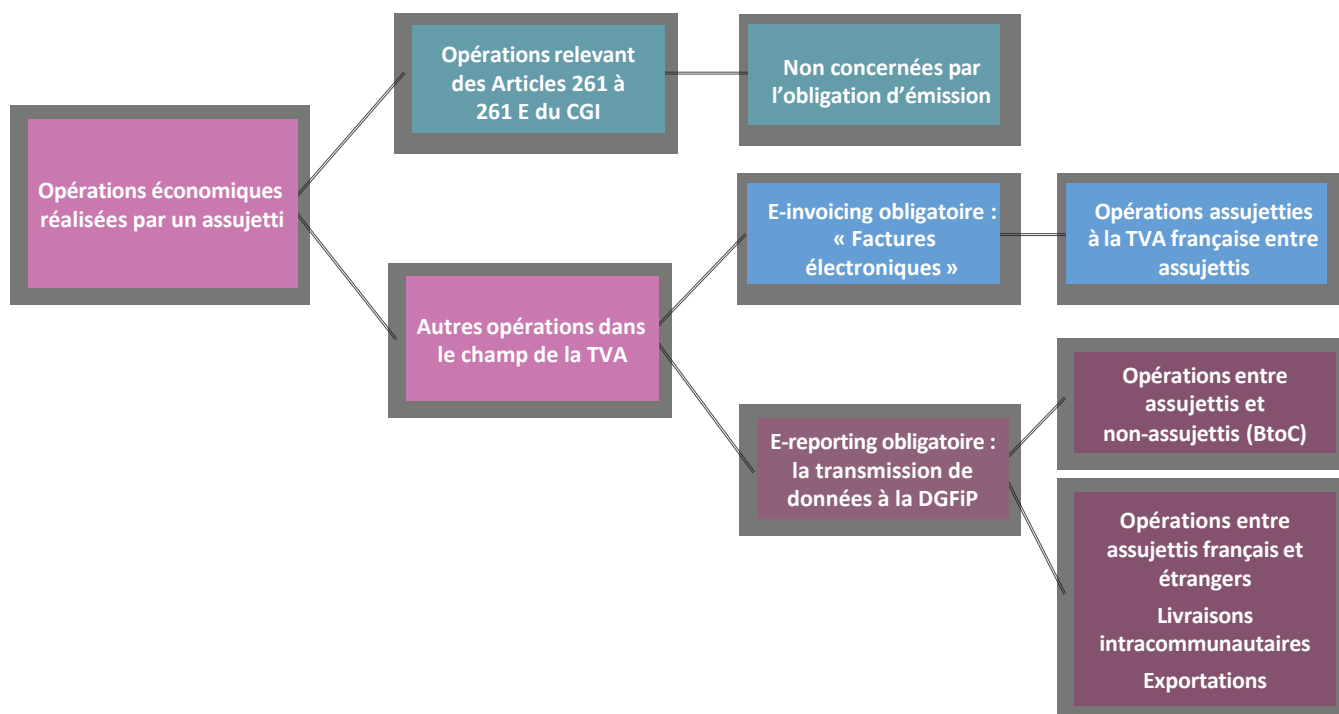 Opérations économiques
réalisées par un assujetti
Opérations relevant
des Articles 261 à
261 E du CGI
Non concernées par
l’obligation d’émission
Autres opérations dans
le champ de la TVA
E-invoicing obligatoire :
« Factures
électroniques »
Opérations assujetties
à la TVA française entre
assujettis
E-reporting obligatoire :
la transmission de
données à la DGFiP
Opérations entre
assujettis et
non-assujettis (BtoC)
Opérations entre
assujettis français et
étrangers
Livraisons
intracommunautaires
Exportations